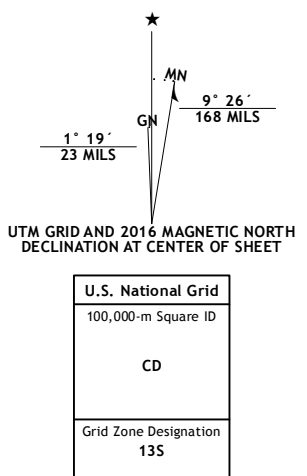 MN
GN
9° 26´
168 MILS
1° 19´
23 MILS
UTM GRID AND 2016 MAGNETIC NORTH
DECLINATION AT CENTER OF SHEET
U.S. National Grid
100,000-m Square ID
CD
Grid Zone Designation
13S